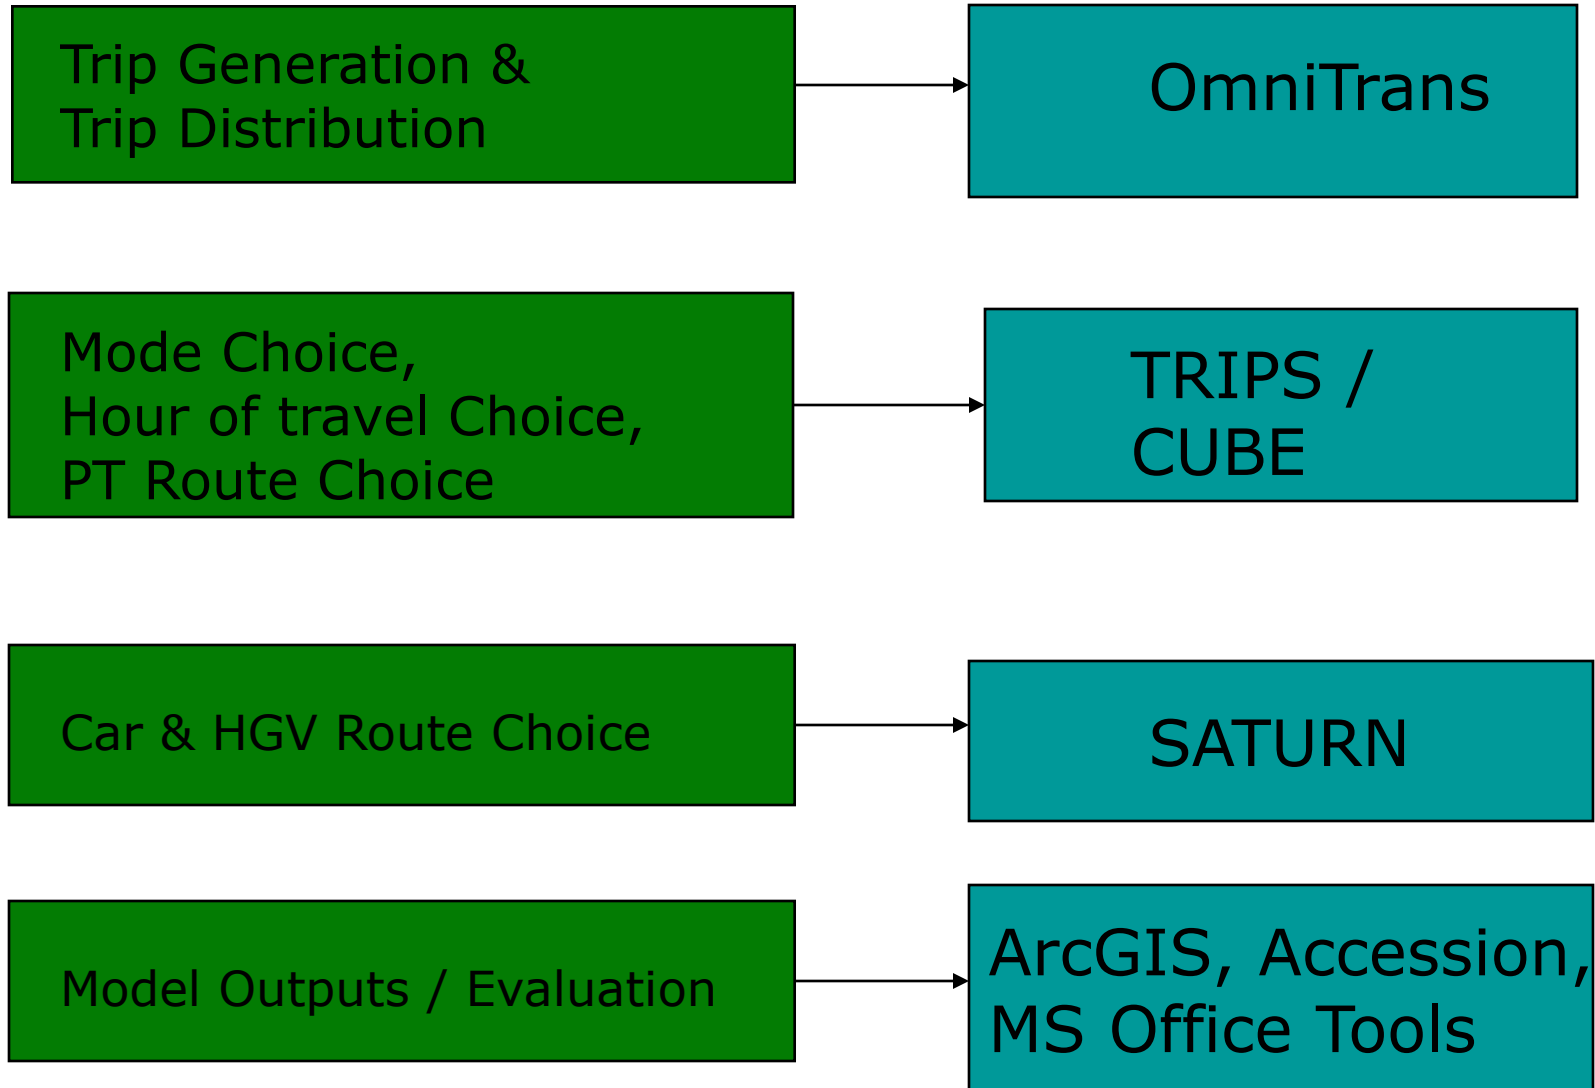 Trip Generation &
Trip Distribution
OmniTrans
Mode Choice,
Hour of travel Choice,
PT Route Choice
TRIPS /
CUBE
Car & HGV Route Choice
SATURN
Model Outputs / Evaluation
ArcGIS, Accession,
MS Office Tools